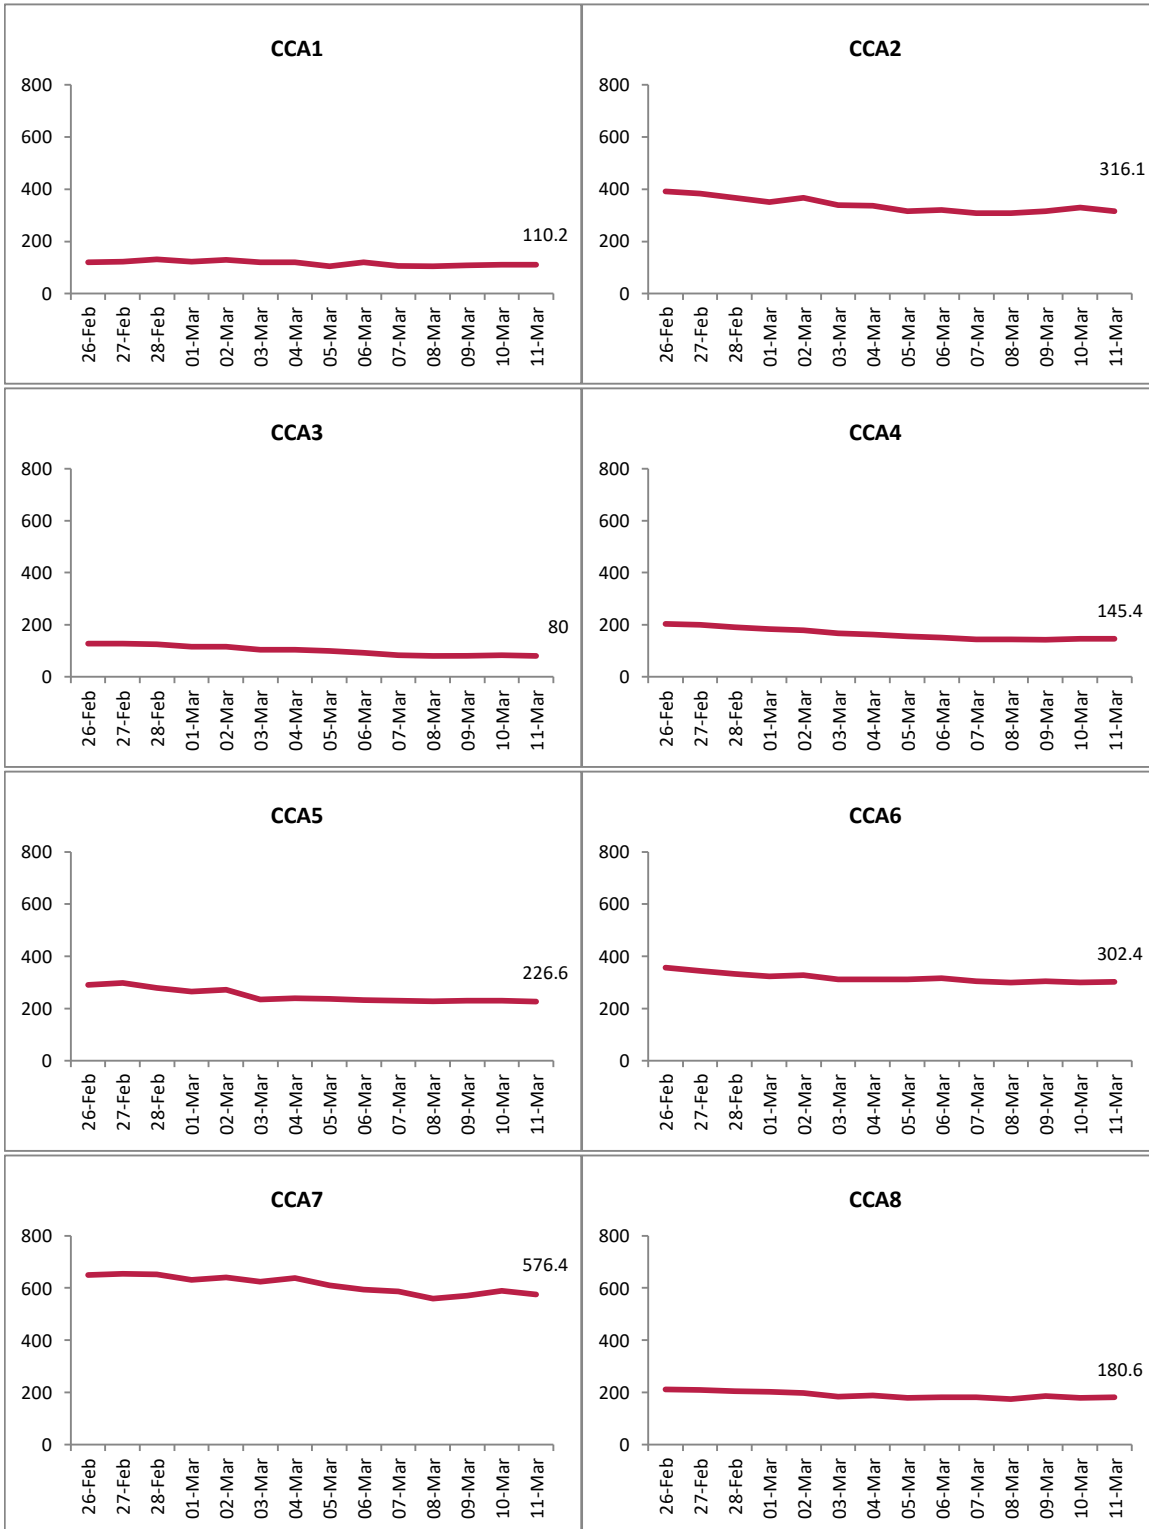 CCA1
800
600
400
200
0
110.2
26-Feb
27-Feb
28-Feb
01-Mar
02-Mar
03-Mar
04-Mar
05-Mar
06-Mar
07-Mar
08-Mar
09-Mar
10-Mar
11-Mar
CCA2
800
600
400
200
0
316.1
26-Feb
27-Feb
28-Feb
01-Mar
02-Mar
03-Mar
04-Mar
05-Mar
06-Mar
07-Mar
08-Mar
09-Mar
10-Mar
11-Mar
CCA3
800
600
400
200
0
80
26-Feb
27-Feb
28-Feb
01-Mar
02-Mar
03-Mar
04-Mar
05-Mar
06-Mar
07-Mar
08-Mar
09-Mar
10-Mar
11-Mar
CCA4
800
600
400
200
0
145.4
26-Feb
27-Feb
28-Feb
01-Mar
02-Mar
03-Mar
04-Mar
05-Mar
06-Mar
07-Mar
08-Mar
09-Mar
10-Mar
11-Mar
CCA5
800
600
400
200
0
226.6
26-Feb
27-Feb
28-Feb
01-Mar
02-Mar
03-Mar
04-Mar
05-Mar
06-Mar
07-Mar
08-Mar
09-Mar
10-Mar
11-Mar
CCA6
800
600
400
200
0
302.4
26-Feb
27-Feb
28-Feb
01-Mar
02-Mar
03-Mar
04-Mar
05-Mar
06-Mar
07-Mar
08-Mar
09-Mar
10-Mar
11-Mar
CCA7
800
600
400
200
0
576.4
26-Feb
27-Feb
28-Feb
01-Mar
02-Mar
03-Mar
04-Mar
05-Mar
06-Mar
07-Mar
08-Mar
09-Mar
10-Mar
11-Mar
CCA8
800
600
400
200
0
180.6
26-Feb
27-Feb
28-Feb
01-Mar
02-Mar
03-Mar
04-Mar
05-Mar
06-Mar
07-Mar
08-Mar
09-Mar
10-Mar
11-Mar